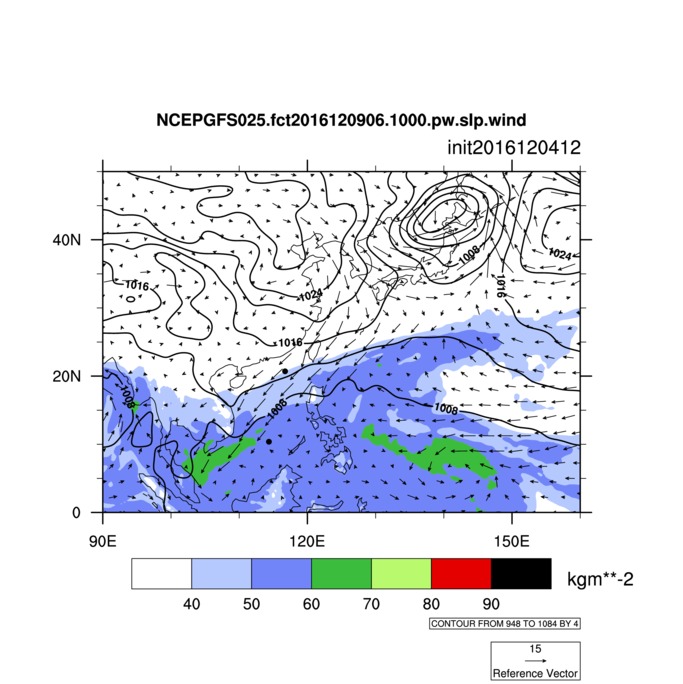 NCEPGFS025.fct2016120906.1000.pw.slp.wind
init2016120412
40N
20N
0
1016
1024
1016
1008
1008
1008
1008
1016
1024
90E
120E
150E
40 50 60 70 80 90
kgm**-2
CONTOUR FROM 948 TO 1084 BY 4
15
Reference Vector